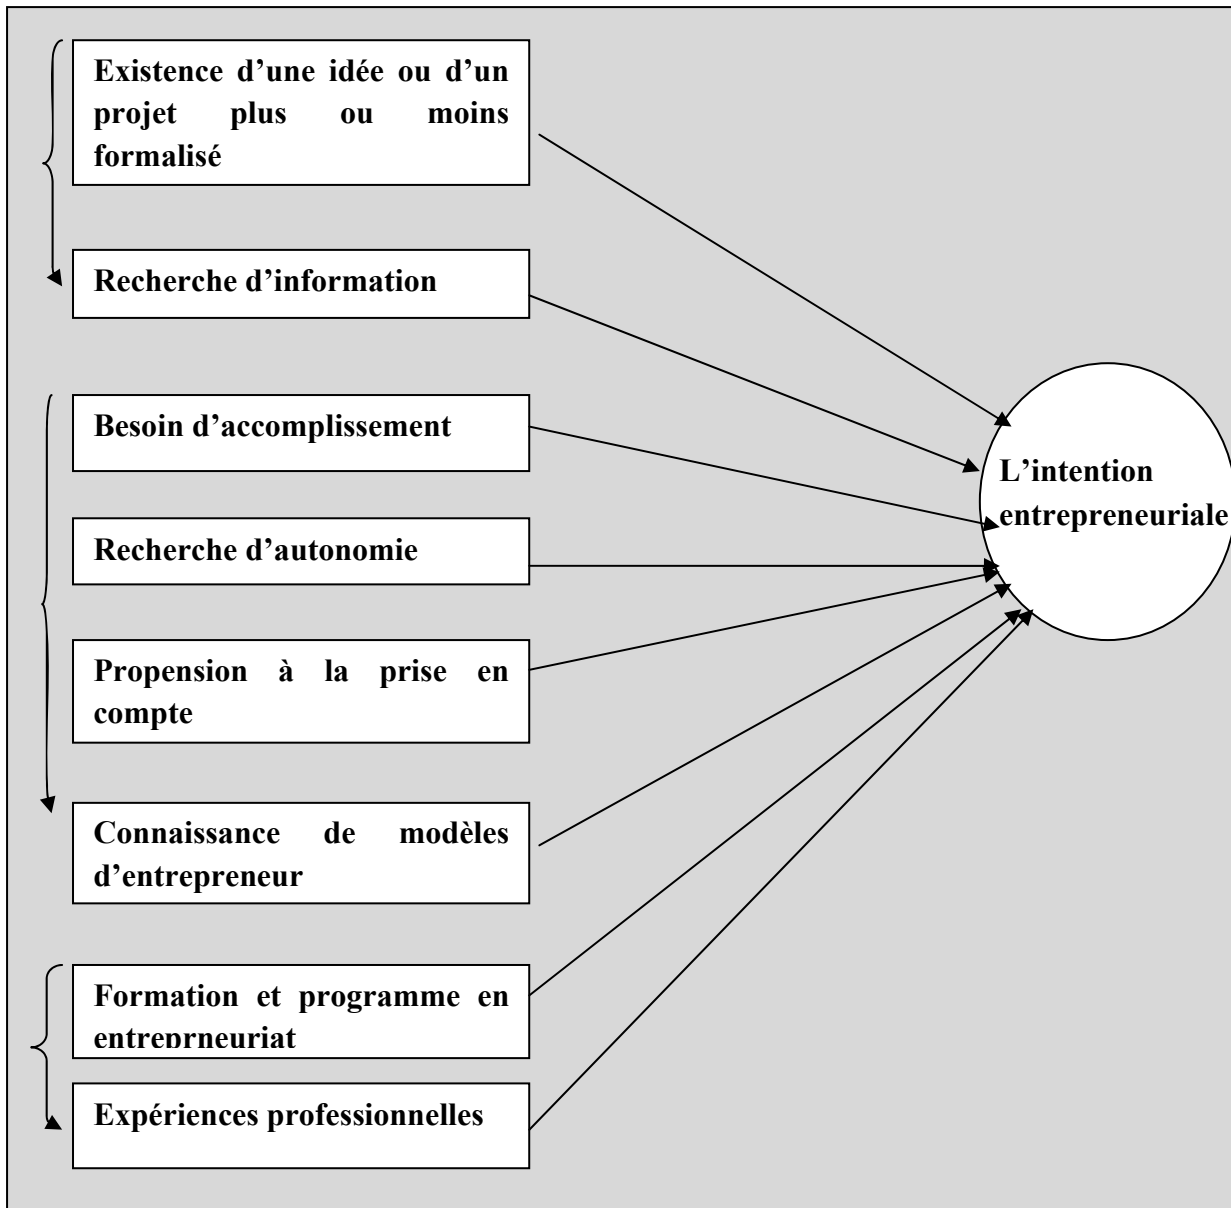 Existence d’une idée ou d’un
projet plus ou moins
formalisé
Recherche d’information
Besoin d’accomplissement
L’intention
entrepreneuriale
Recherche d’autonomie
Propension à la prise en
compte
Connaissance de modèles
d’entrepreneur
Formation et programme en
entreprneuriat
Expériences professionnelles